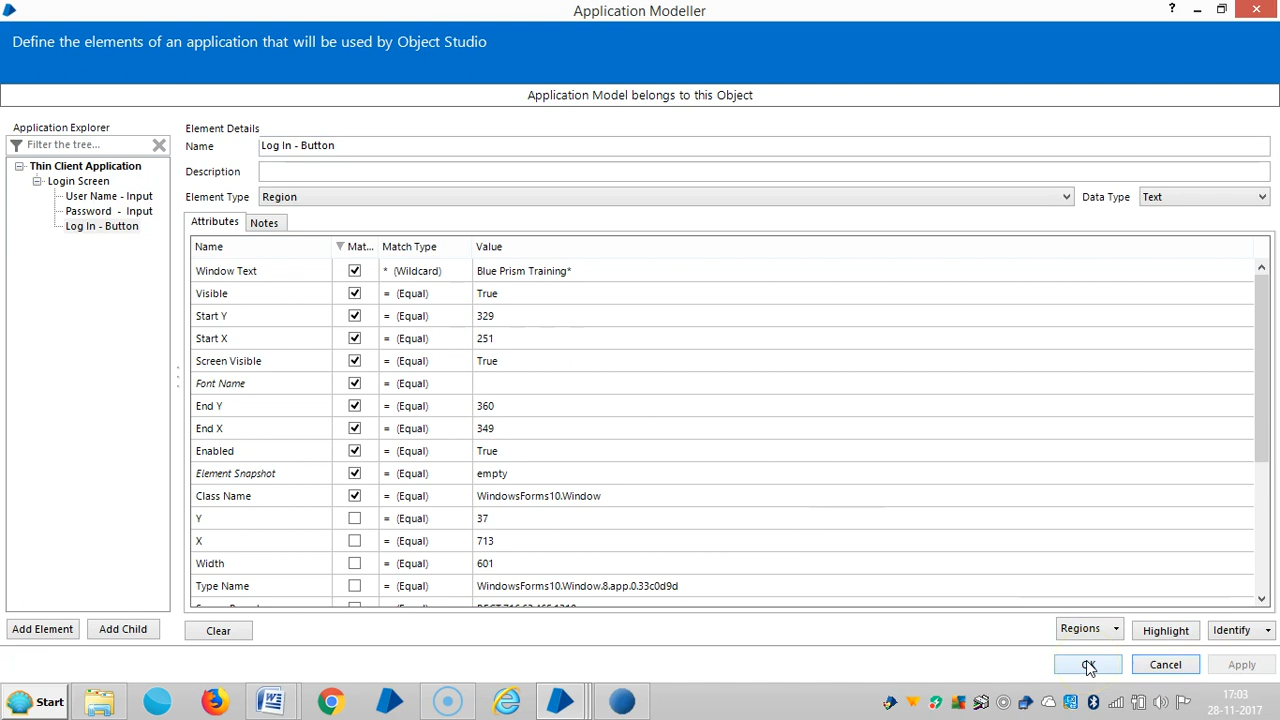 Application Modeller
?
Define the elements of an application that will be used by Object Studio
Application Model belongs to this Object
Application Explorer
Filter the tree...
Thin Client Application
Login Screen
User Name - Input
Password - Input
Log In - Button
Element Details
Name
Log In - Button
Description
Element Type
Region
Data Type
Text
Attributes
Notes
Name Mat... Match Type Value
Window Text * (Wildcard) Blue Prism Training*
Visible = (Equal) True
Start Y = (Equal) 329
Start X = (Equal) 251
Screen Visible = (Equal) True
Font Name = (Equal)
End Y = (Equal) 360
End X = (Equal) 349
Enabled = (Equal) True
Element Snapshot = (Equal) empty
Class Name = (Equal) WindowsForms10.Window
Y = (Equal) 37
X = (Equal) 713
Width = (Equal) 601
Type Name = (Equal) WindowsForms10.Window.8.app.0.33c0d9d
Add Element
Add Child
Clear
Regions
Highlight
Identify
Cancel
Apply
Start
17:03
28-11-2017